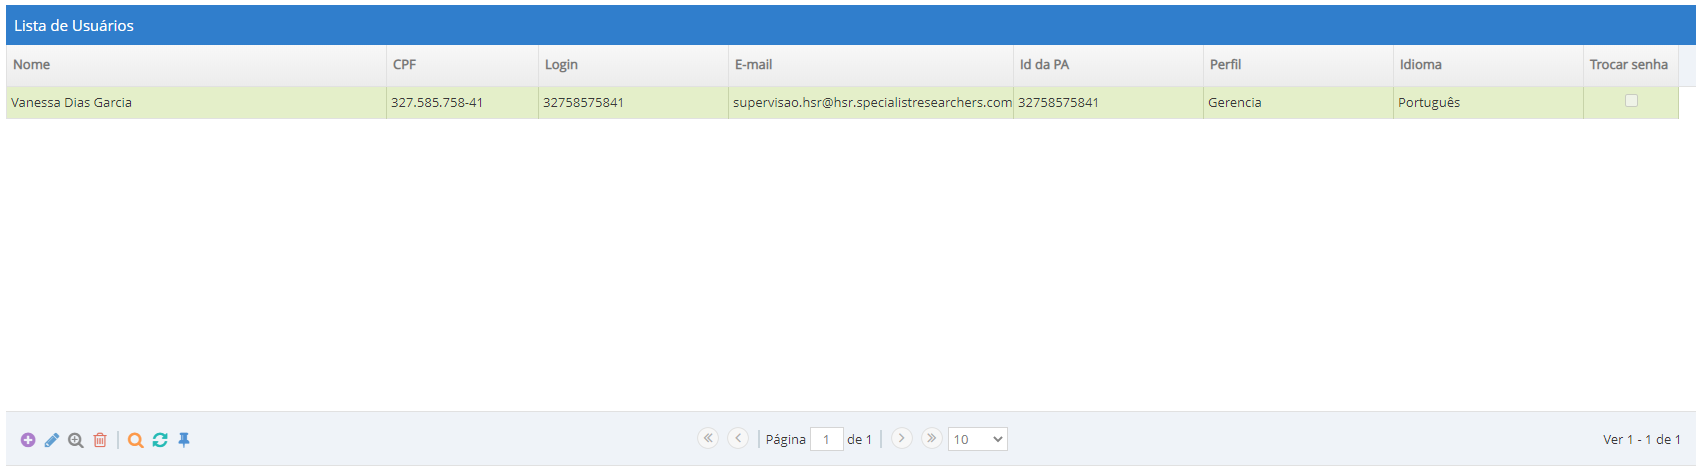 Lista de Usuários
Nome CPF Login E-mail Id da PA Perfil Idioma Trocar senha
Vanessa Dias Garcia 327.585.758-41 32758575841 supervisao.hsr@hsr.specialistresearchers.com 32758575841 Gerencia Português
Página 1 de 1 10 Ver 1 - 1 de 1